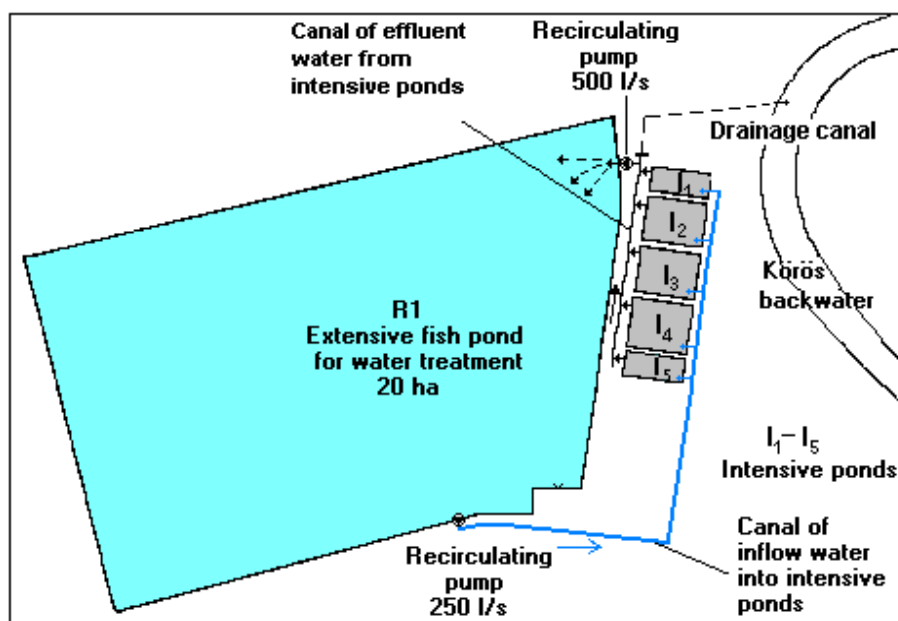 Canal of effluent
water from
intensive ponds
Recirculating
pump
500 l/s
Drainage canal
I₁
I₂
I₃
I₄
I₅
Körös
backwater
R1
Extensive fish pond
for water treatment
20 ha
I₁–I₅
Intensive ponds
Recirculating
pump
250 l/s
Canal of
inflow water
into intensive
ponds